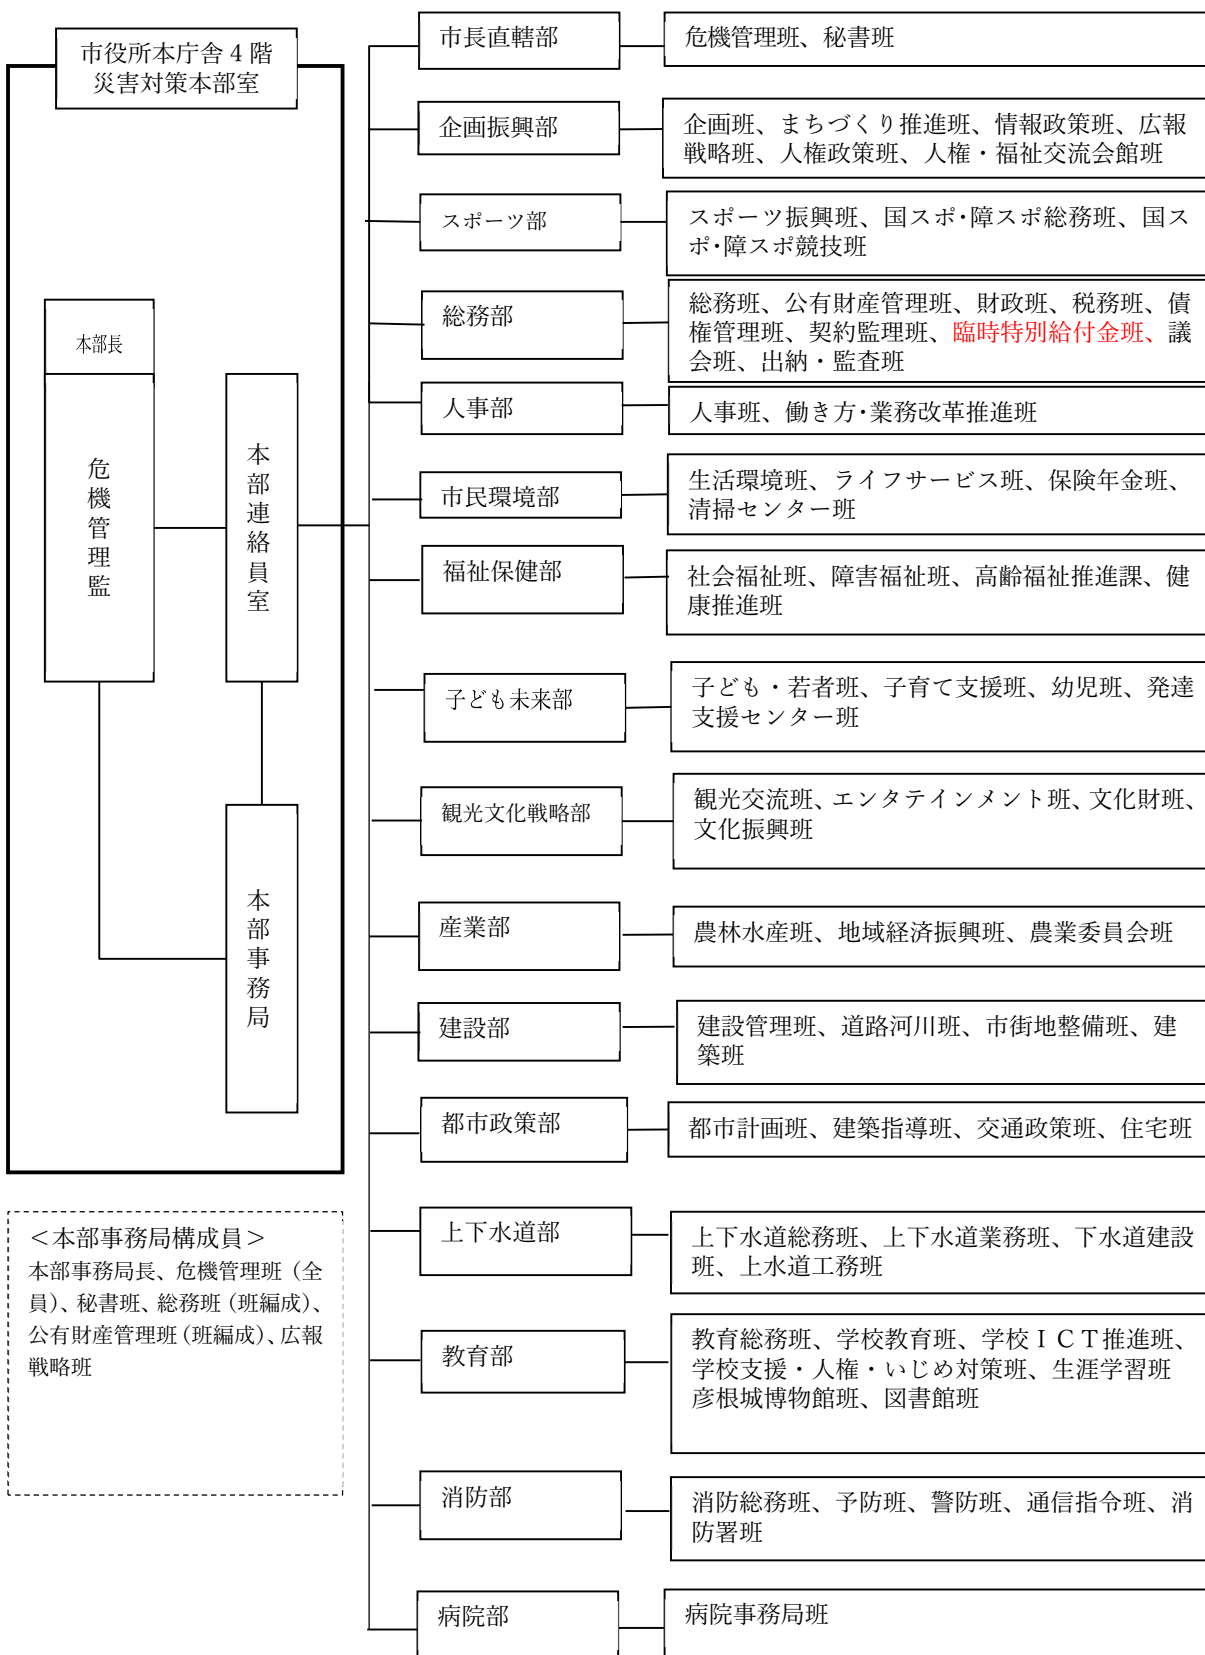 市役所本庁舎4階
災害対策本部室
本部長
危機管理監
本部連絡員室
本部事務局
＜本部事務局構成員＞
本部事務局長、危機管理班（全
員）、秘書班、総務班（班編成）、
公有財産管理班（班編成）、広報
戦略班
市長直轄部
危機管理班、秘書班
企画振興部
企画班、まちづくり推進班、情報政策班、広報
戦略班、人権政策班、人権・福祉交流会館班
スポーツ部
スポーツ振興班、国スポ・障スポ総務班、国ス
ポ・障スポ競技班
総務部
総務班、公有財産管理班、財政班、税務班、債
権管理班、契約監理班、臨時特別給付金班、議
会班、出納・監査班
人事部
人事班、働き方・業務改革推進班
市民環境部
生活環境班、ライフサービス班、保険年金班、
清掃センター班
福祉保健部
社会福祉班、障害福祉班、高齢福祉推進課、健
康推進班
子ども未来部
子ども・若者班、子育て支援班、幼児班、発達
支援センター班
観光文化戦略部
観光交流班、エンタテインメント班、文化財班、
文化振興班
産業部
農林水産班、地域経済振興班、農業委員会班
建設部
建設管理班、道路河川班、市街地整備班、建
築班
都市政策部
都市計画班、建築指導班、交通政策班、住宅班
上下水道部
上下水道総務班、上下水道業務班、下水道建設
班、上水道工務班
教育部
教育総務班、学校教育班、学校ＩＣＴ推進班、
学校支援・人権・いじめ対策班、生涯学習班
彦根城博物館班、図書館班
消防部
消防総務班、予防班、警防班、通信指令班、消
防署班
病院部
病院事務局班